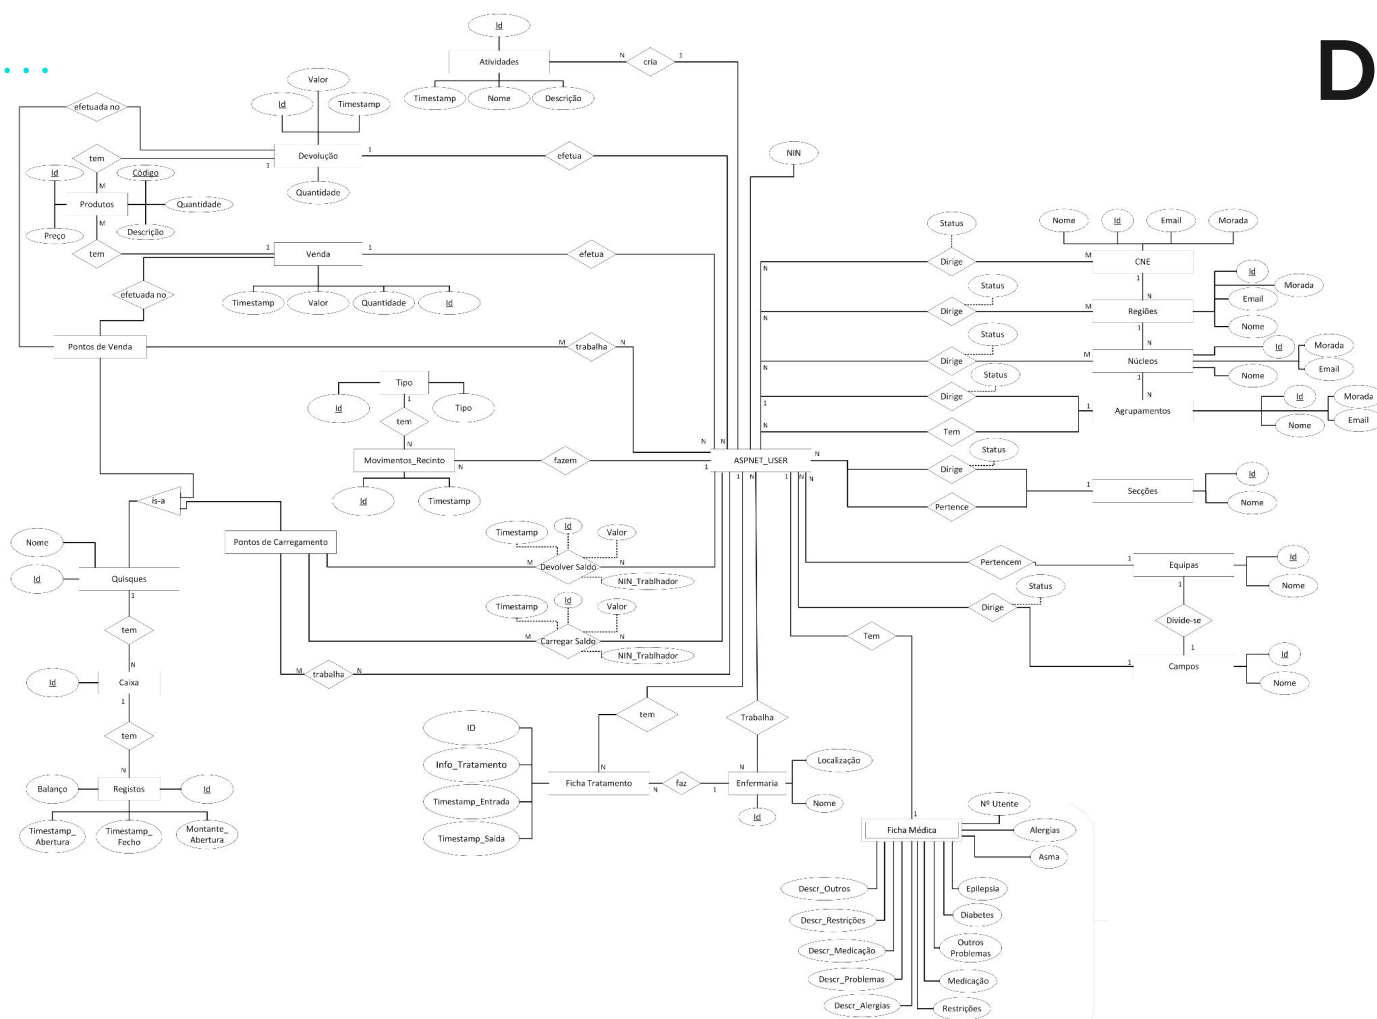 D
Id
N
cria
1
Atividades
Timestamp
Nome
Descrição
efetuada no
Valor
Id
Timestamp
1
tem
1
Devolução
1
efetua
NIN
Id
Código
M
Produtos
Quantidade
Quantidade
M
Preço
Descrição
tem
1
Venda
1
efetua
efetuada no
Timestamp
Valor
Quantidade
Id
Pontos de Venda
M
trabalha
N
Status
Nome
Id
Email
Morada
Dirige
M
CNE
N
1
Id
Status
Morada
N
Email
Dirige
M
Regiões
N
Nome
1
Status
N
Id
Morada
Dirige
M
Núcleos
N
Status
1
Nome
Email
Dirige
N
Id
Morada
1
1
Agrupamentos
Tem
Nome
Email
Tipo
1
Id
Tipo
tem
N
Movimentos_Recinto
N
fazem
Id
Timestamp
N
N
ASPNET_USER
N
1
1
N
1
N
N
Status
Dirige
Id
1
Secções
Pertence
Nome
is-a
Pontos de Carregamento
Timestamp
Id
Valor
M
Devolver Saldo
N
NIN_Trablhador
Timestamp
Id
Valor
M
Carregar Saldo
N
NIN_Trablhador
M
trabalha
N
Nome
Id
Quisques
1
tem
N
Id
Caixa
1
tem
N
Balanço
Registos
Id
Timestamp_
Abertura
Timestamp_
Fecho
Montante_
Abertura
Pertencem
1
Equipas
Id
1
Nome
Status
Dirige
Divide-se
1
1
Campos
Id
Nome
Tem
tem
Trabalha
ID
Info_Tratamento
Timestamp_Entrada
Timestamp_Saída
N
Ficha Tratamento
N
faz
1
N
Enfermaria
Localização
Nome
Id
1
Ficha Médica
Nº Utente
Alergias
Asma
Descr_Outros
Epilepsia
Descr_Restrições
Diabetes
Descr_Medicação
Outros
Problemas
Descr_Problemas
Medicação
Descr_Alergias
Restrições